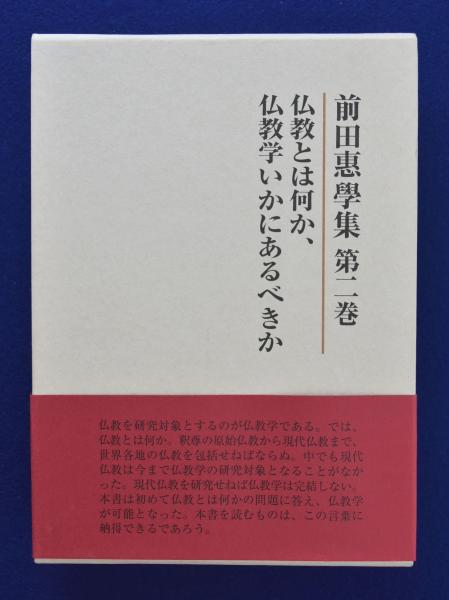 前田惠學集 第二巻
仏教とは何か、
仏教学いかにあるべきか
仏教を研究対象とするのが仏教学である。では、
仏教とは何か。釈尊の原始仏教から現代仏教まで、
世界各地の仏教を包括せねばならぬ。中でも現代
仏教は今まで仏教学の研究対象となることがなか
った。現代仏教を研究せねば仏教学は完結しない。
本書は初めて仏教とは何かの問題に答え、仏教学
が可能となった。本書を読むものは、この言葉に
納得できるであろう。